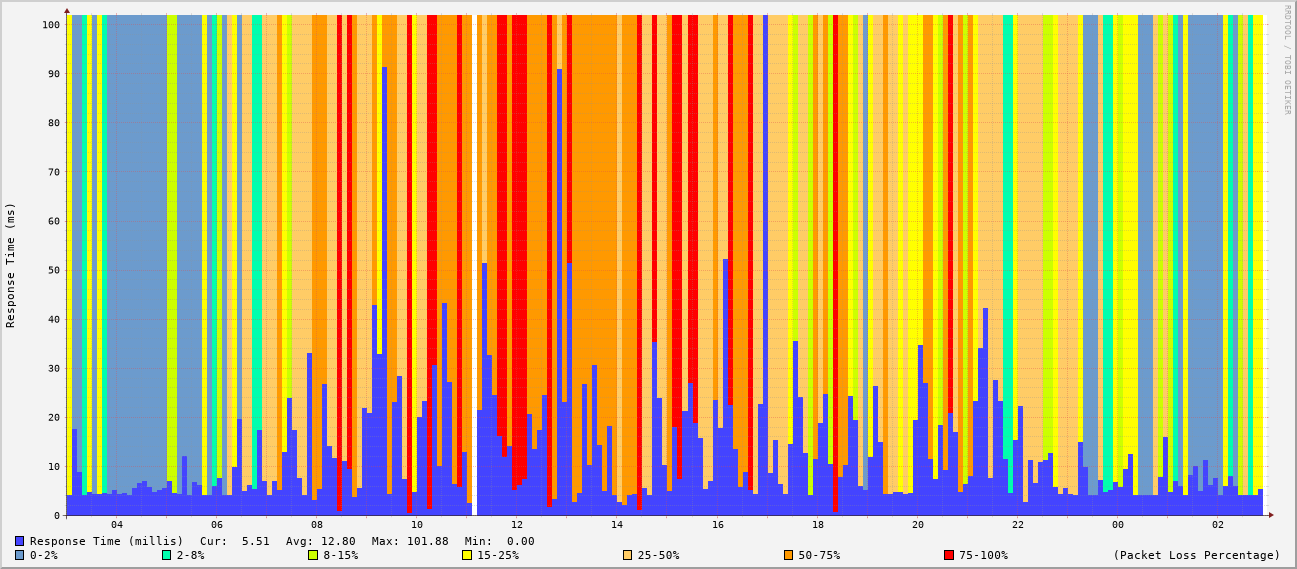 RRDTOOL / TOBI OETIKER
Response Time (ms)
100
90
80
70
60
50
40
30
20
10
0
04 06 08 10 12 14 16 18 20 22 00 02
Response Time (millis) Cur: 5.51 Avg: 12.80 Max: 101.88 Min: 0.00
0-2% 2-8% 8-15% 15-25% 25-50% 50-75% 75-100% (Packet Loss Percentage)